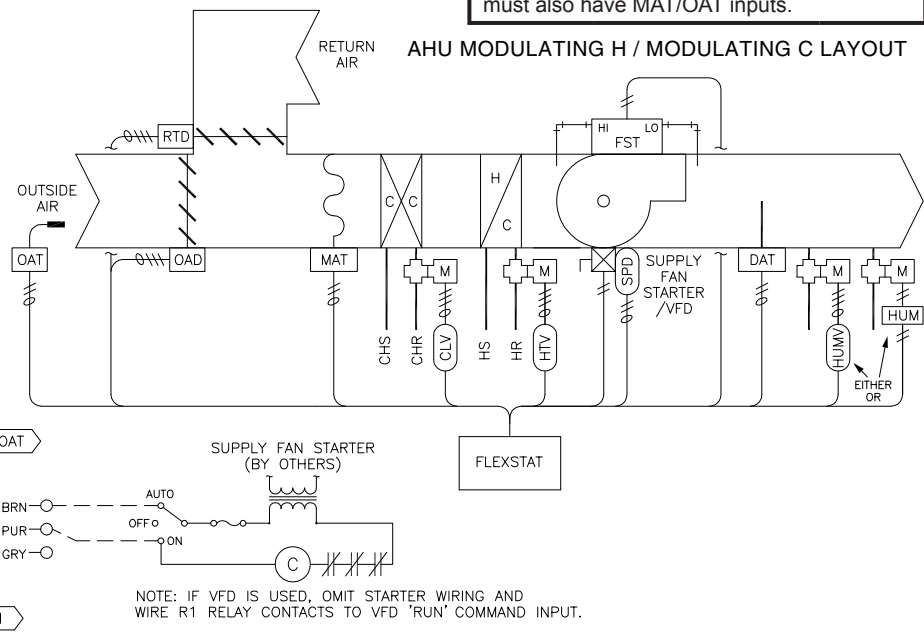 must also have MAT/OAT inputs.
AHU MODULATING H / MODULATING C LAYOUT
RETURN
AIR
HI
LO
RTD
FST
OUTSIDE
AIR
C
C
H
C
OAT
OAD
MAT
M
M
SPD
SUPPLY
FAN
STARTER
/VFD
DAT
M
M
HUM
CHS
CHR
CLV
HS
HR
HTV
HUMV
EITHER
OR
OAT
SUPPLY FAN STARTER
(BY OTHERS)
FLEXSTAT
BRN
AUTO
PUR
OFF
ON
GRY
C
NOTE: IF VFD IS USED, OMIT STARTER WIRING AND
WIRE R1 RELAY CONTACTS TO VFD 'RUN' COMMAND INPUT.